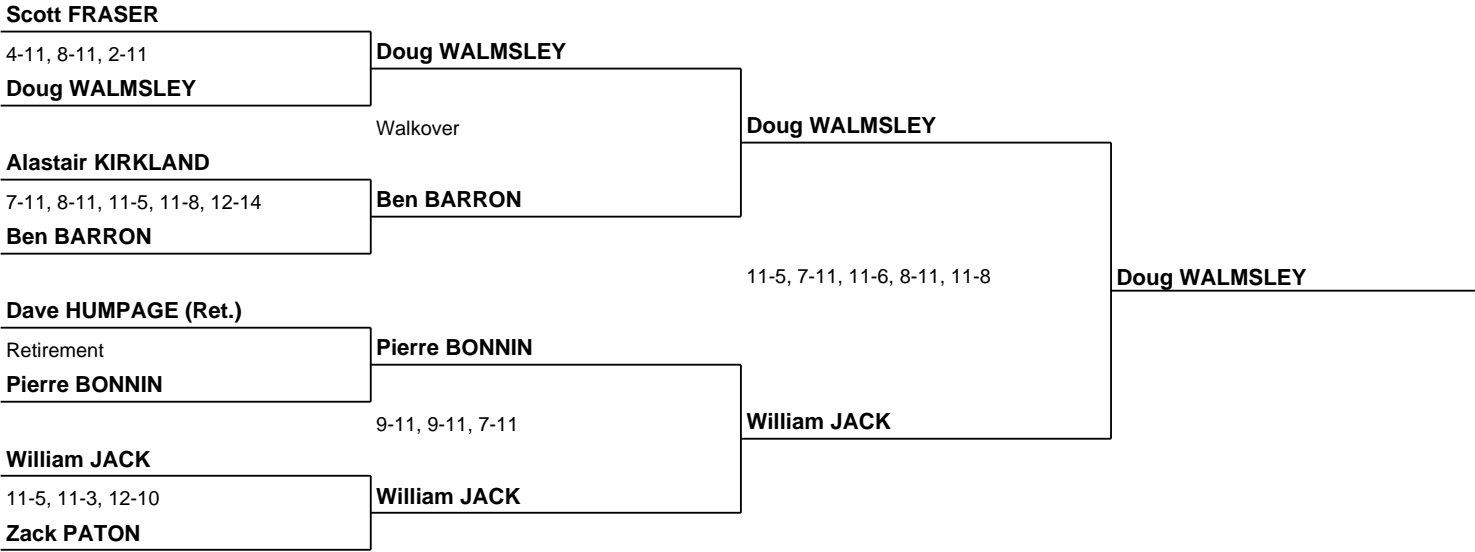 Scott FRASER
4-11, 8-11, 2-11
Doug WALMSLEY
Doug WALMSLEY
Walkover
Doug WALMSLEY
Alastair KIRKLAND
7-11, 8-11, 11-5, 11-8, 12-14
Ben BARRON
Ben BARRON
11-5, 7-11, 11-6, 8-11, 11-8
Doug WALMSLEY
Dave HUMPAGE (Ret.)
Retirement
Pierre BONNIN
Pierre BONNIN
9-11, 9-11, 7-11
William JACK
William JACK
11-5, 11-3, 12-10
William JACK
Zack PATON